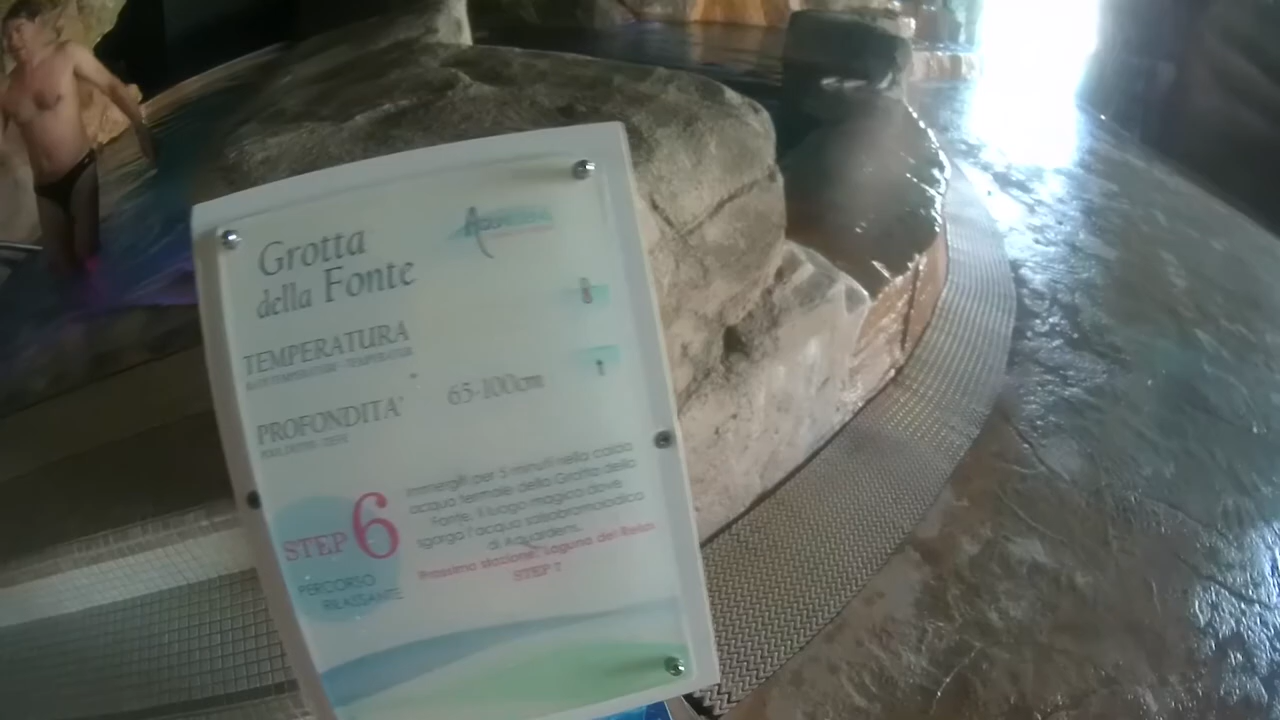 Grotta
della Fonte
Aquardens
TEMPERATURA
PROFONDITA'
65-100cm
Immergiti per 5 minuti nella calda
acqua termale della Grotta della
Fonte, il luogo magico dove
sgorga l'acqua salsobromoiodica
di Aquardens.
Prossima stazione: Laguna del Relax
STEP 7
STEP 6
PERCORSO
RILASSANTE